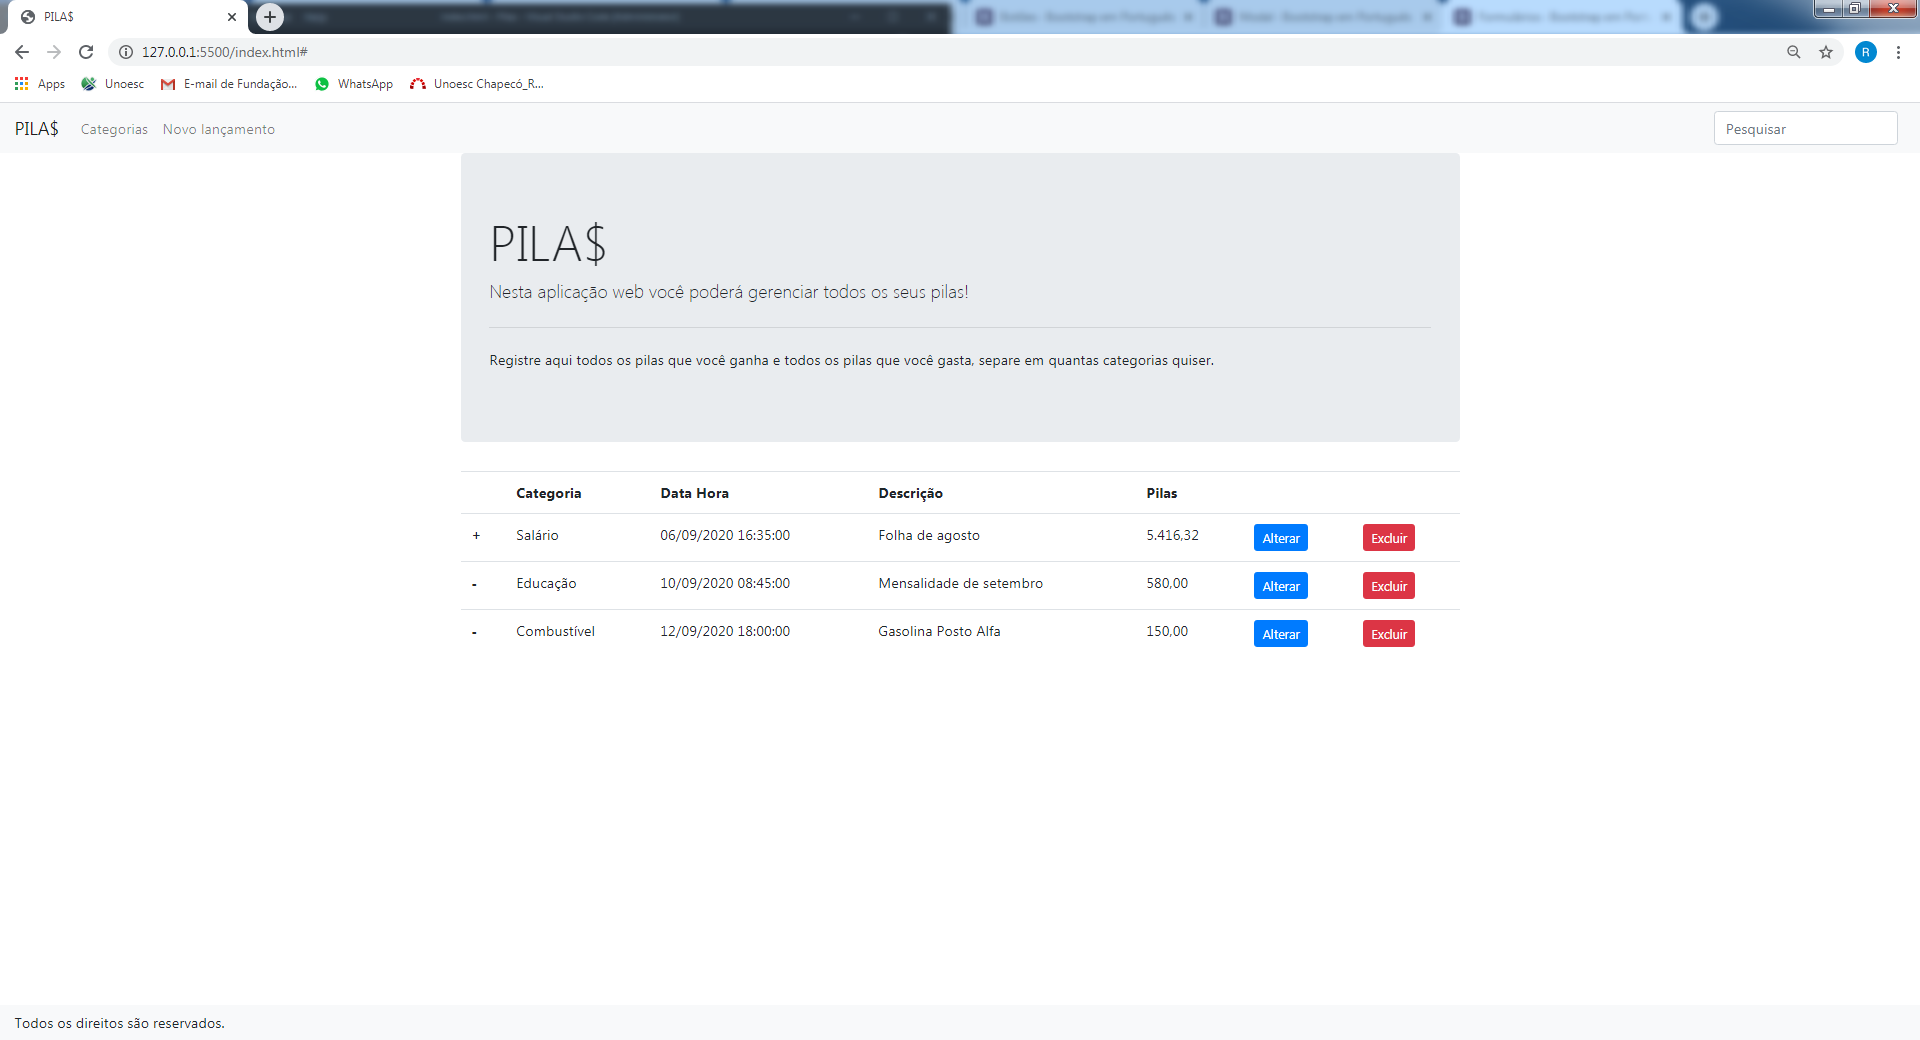 PILA$
127.0.0.1:5500/index.html#
R
Apps Unoesc E-mail de Fundação... WhatsApp Unoesc Chapecó_R...
PILA$ Categorias Novo lançamento Pesquisar
PILA$
Nesta aplicação web você poderá gerenciar todos os seus pilas!
Registre aqui todos os pilas que você ganha e todos os pilas que você gasta, separe em quantas categorias quiser.
Categoria Data Hora Descrição Pilas
+ Salário 06/09/2020 16:35:00 Folha de agosto 5.416,32 Alterar Excluir
- Educação 10/09/2020 08:45:00 Mensalidade de setembro 580,00 Alterar Excluir
- Combustível 12/09/2020 18:00:00 Gasolina Posto Alfa 150,00 Alterar Excluir
Todos os direitos são reservados.